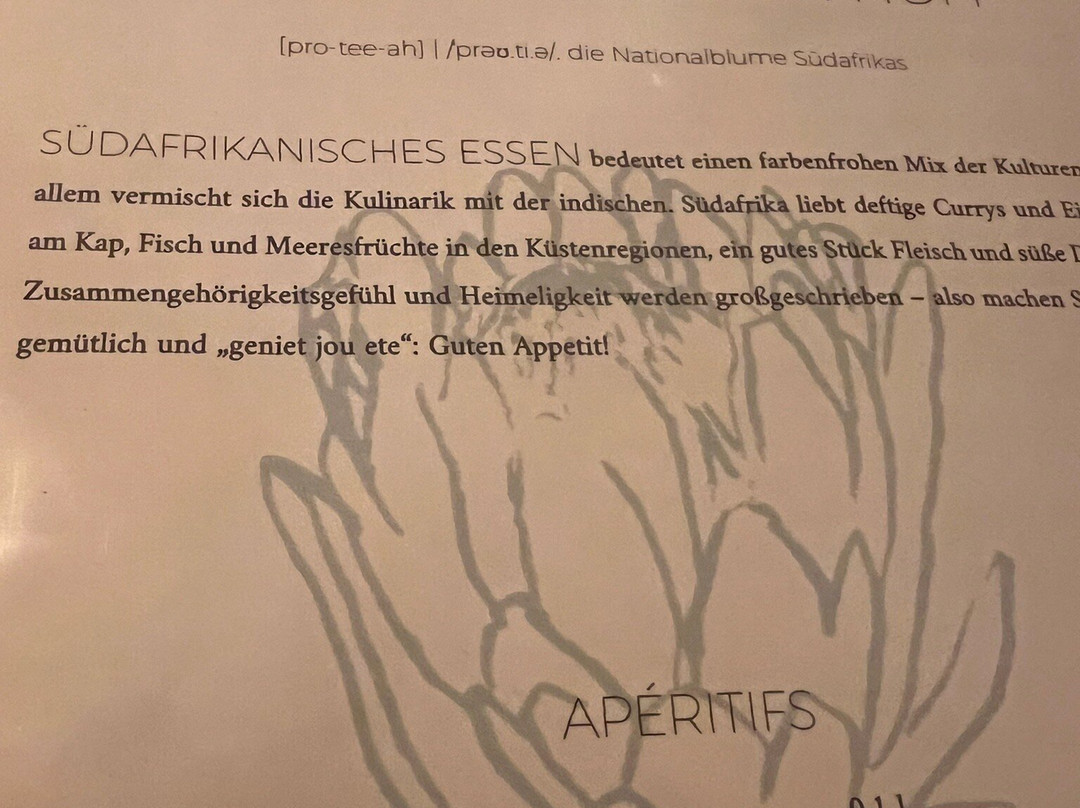 [pro-tee-ah] | /prəʊ.tɪ.ə/. die Nationalblume Südafrikas
SÜDAFRIKANISCHES ESSEN bedeutet einen farbenfrohen Mix der Kulturen
allem vermischt sich die Kulinarik mit der indischen. Südafrika liebt deftige Currys und
am Kap, Fisch und Meeresfrüchte in den Küstenregionen, ein gutes Stück Fleisch und süße
Zusammengehörigkeitsgefühl und Heimeligkeit werden großgeschrieben – also machen
gemütlich und „geniet jou ete“: Guten Appetit!
APÉRITIFS